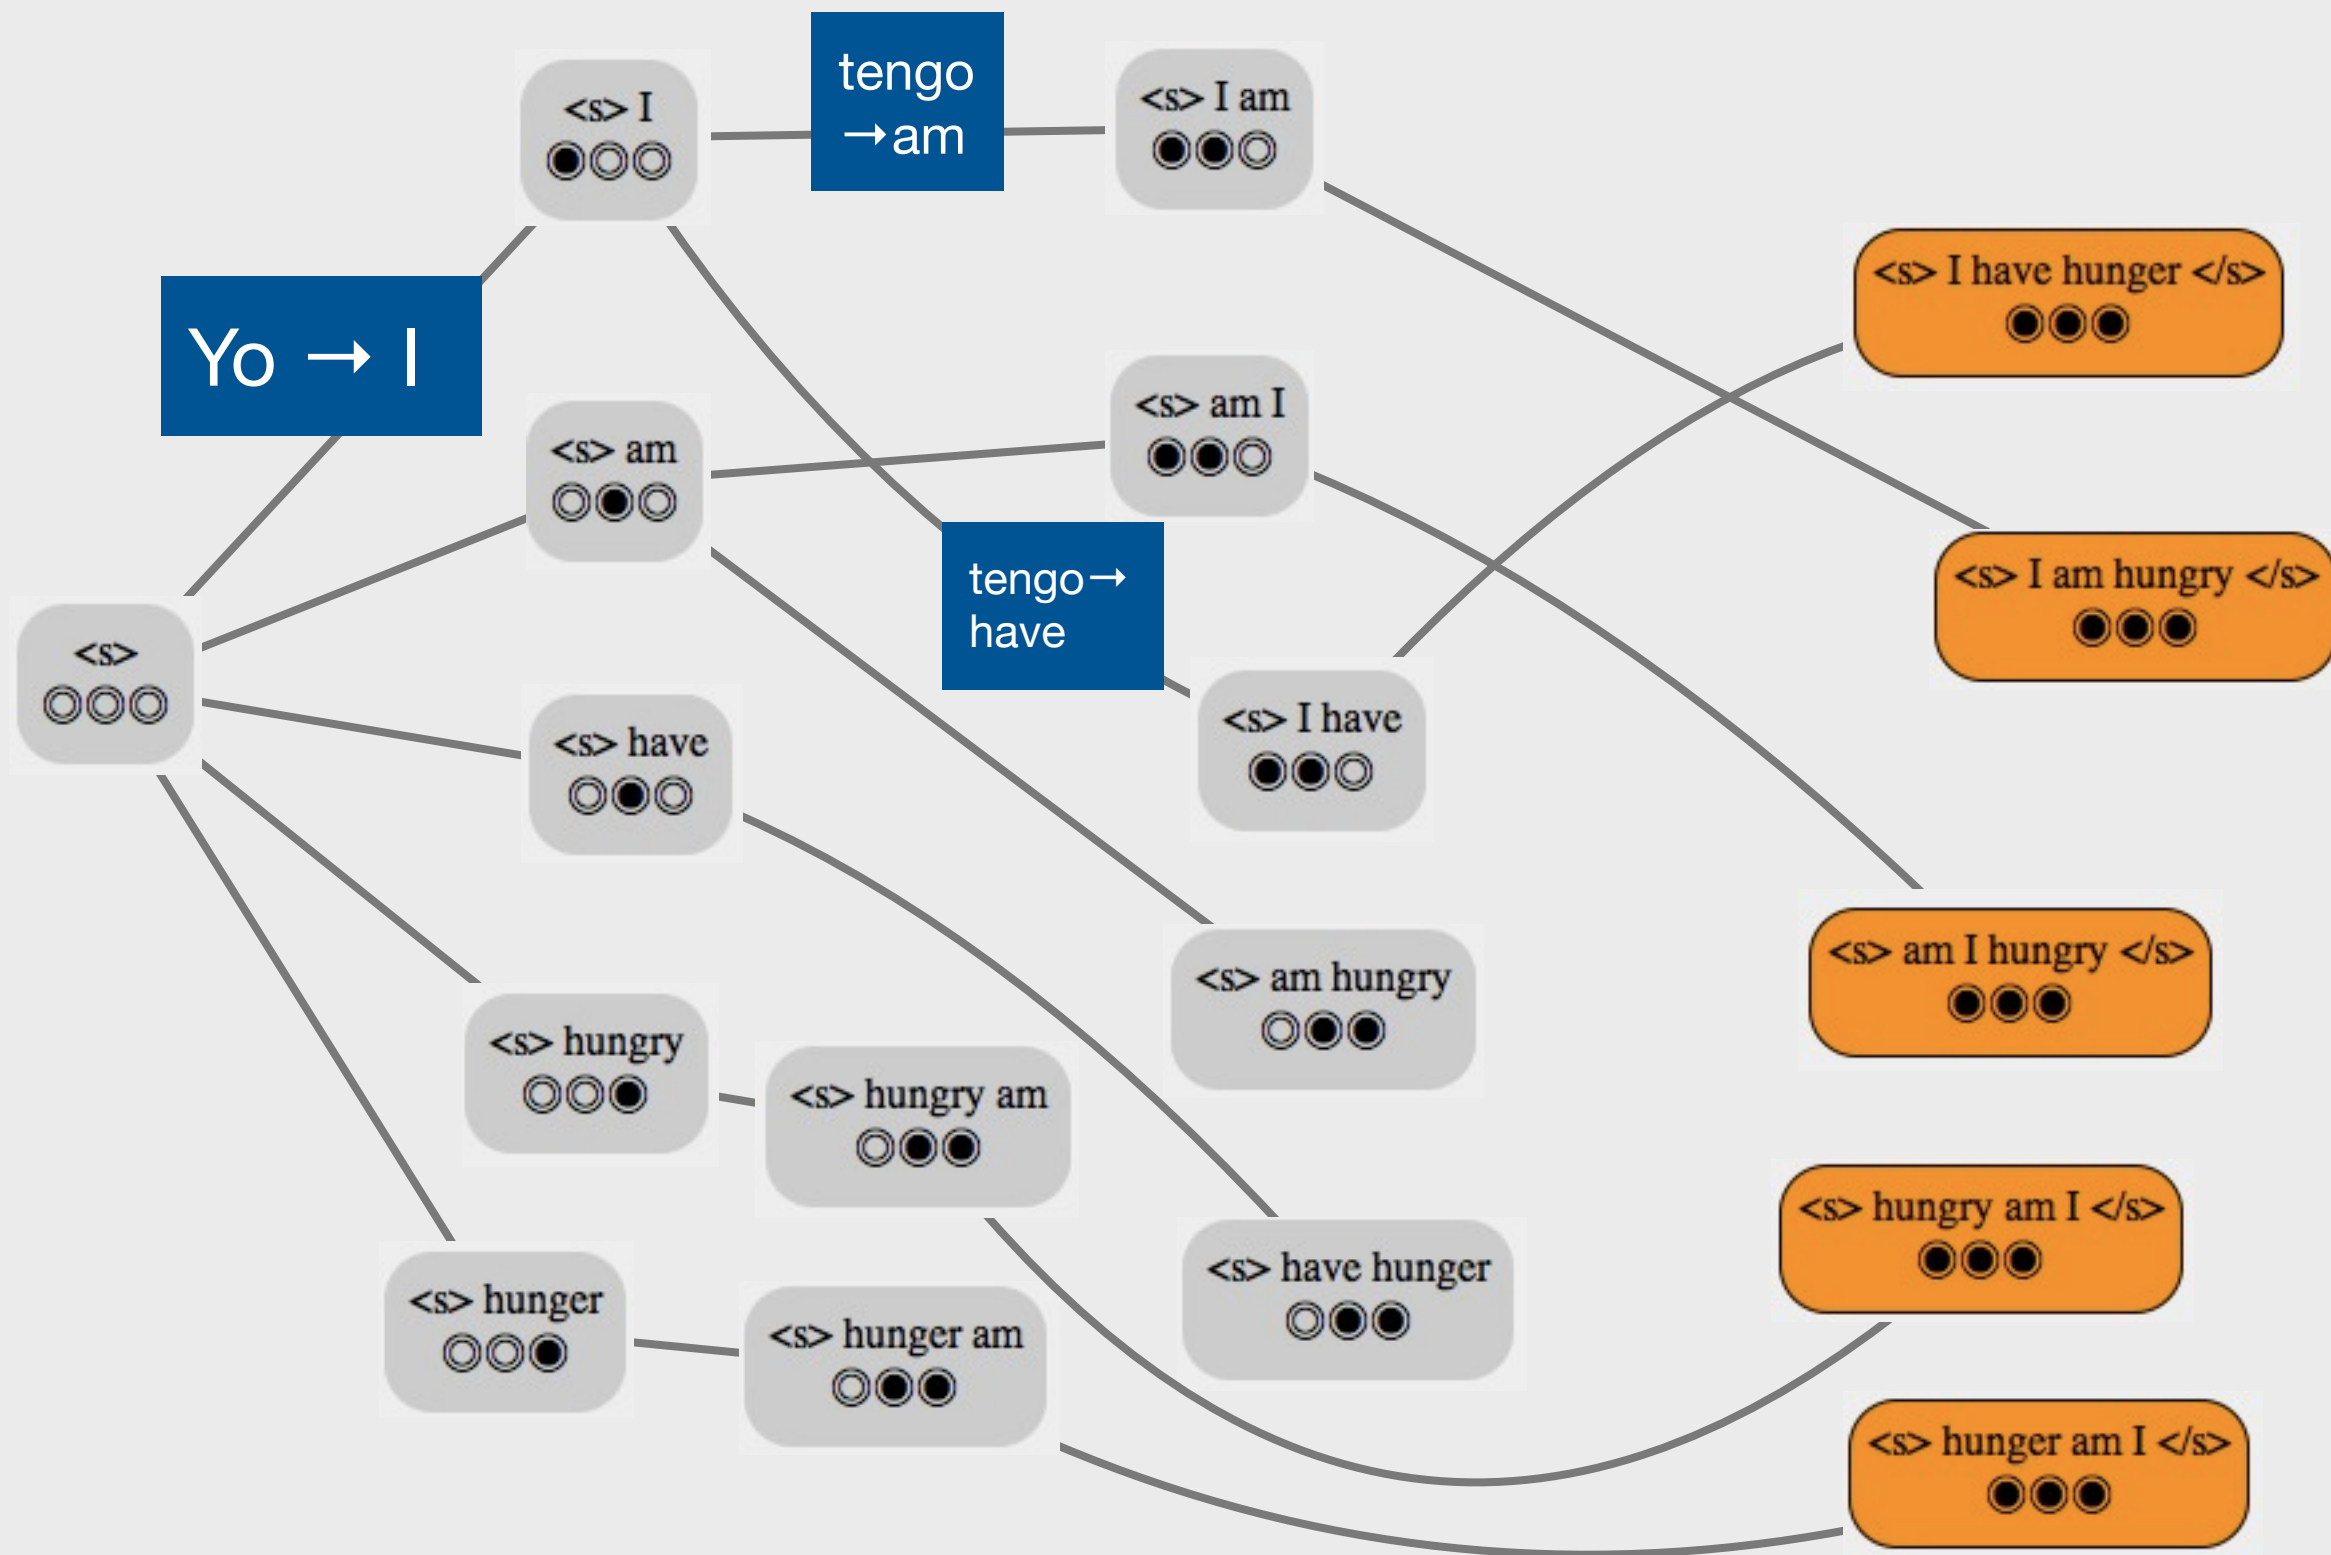 <s> I
tengo
→am
<s> I am
<s> I have hunger </s>
Yo → I
<s> am
<s> am I
tengo→
have
<s> I am hungry </s>
<s>
<s> have
<s> I have
<s> am hungry
<s> am I hungry </s>
<s> hungry
<s> hungry am
<s> hungry am I </s>
<s> hunger
<s> hunger am
<s> have hunger
<s> hunger am I </s>